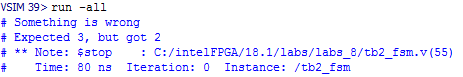 VSIM 39> run -all
# Something is wrong
# Expected 3, but got 2
# ** Note: $stop    : C:/intelFPGA/18.1/labs/labs_8/tb2_fsm.v(55)
#    Time: 80 ns  Iteration: 0  Instance: /tb2_fsm